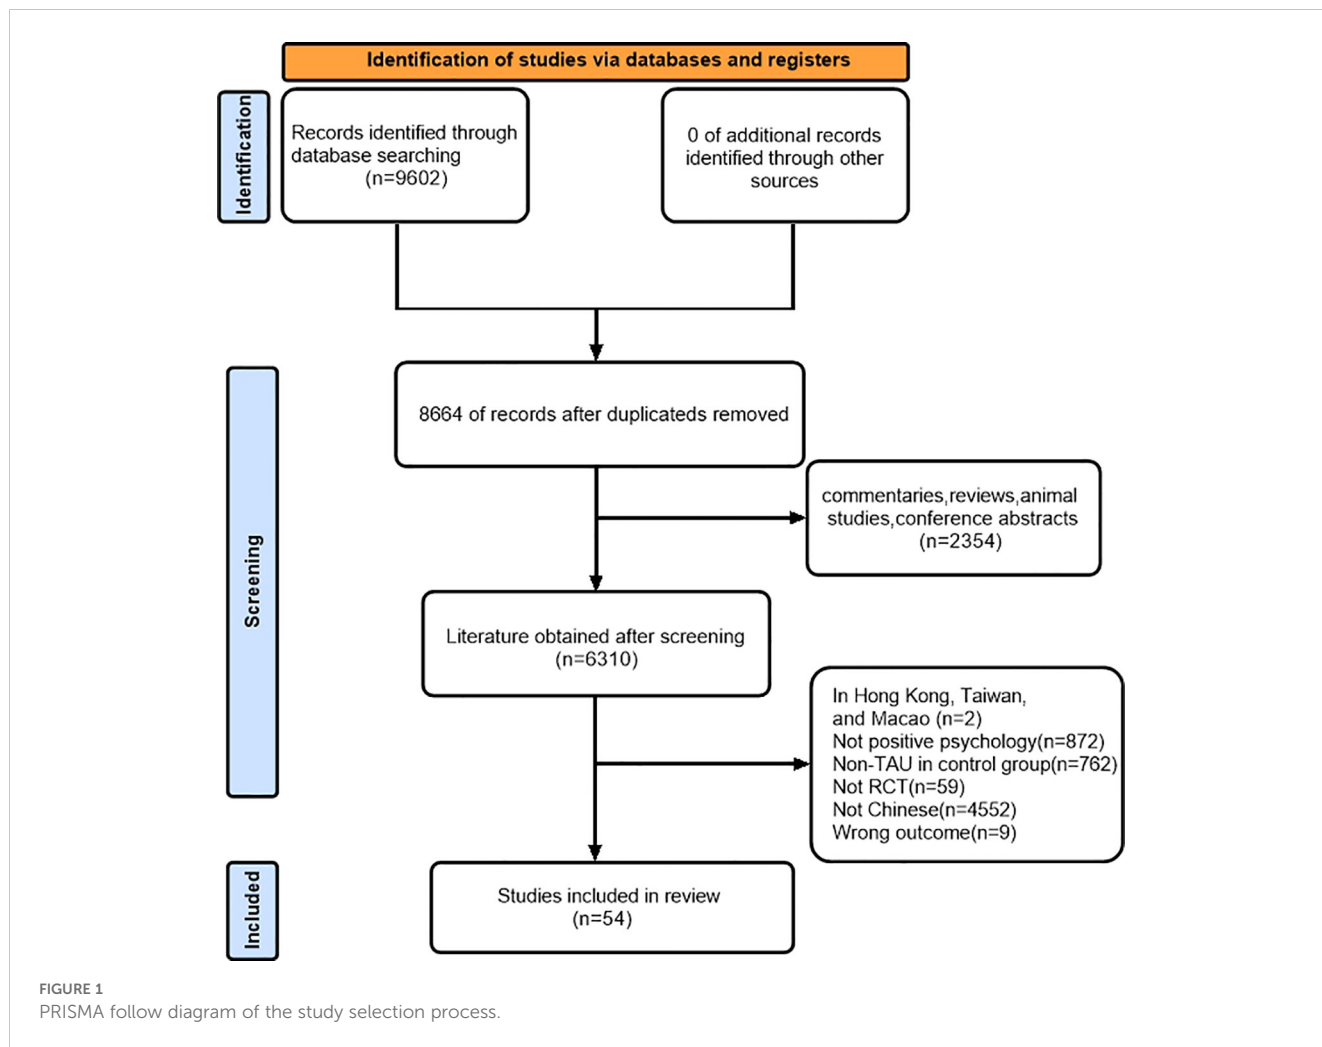 Identification of studies via databases and registers
Identification
Records identified through
database searching
(n=9602)
0 of additional records
identified through other
sources
Screening
8664 of records after duplicateds removed
commentaries,reviews,animal
studies,conference abstracts
(n=2354)
Literature obtained after screening
(n=6310)
In Hong Kong, Taiwan,
and Macao (n=2)
Not positive psychology(n=872)
Non-TAU in control group(n=762)
Not RCT(n=59)
Not Chinese(n=4552)
Wrong outcome(n=9)
Included
Studies included in review
(n=54)
FIGURE 1
PRISMA follow diagram of the study selection process.